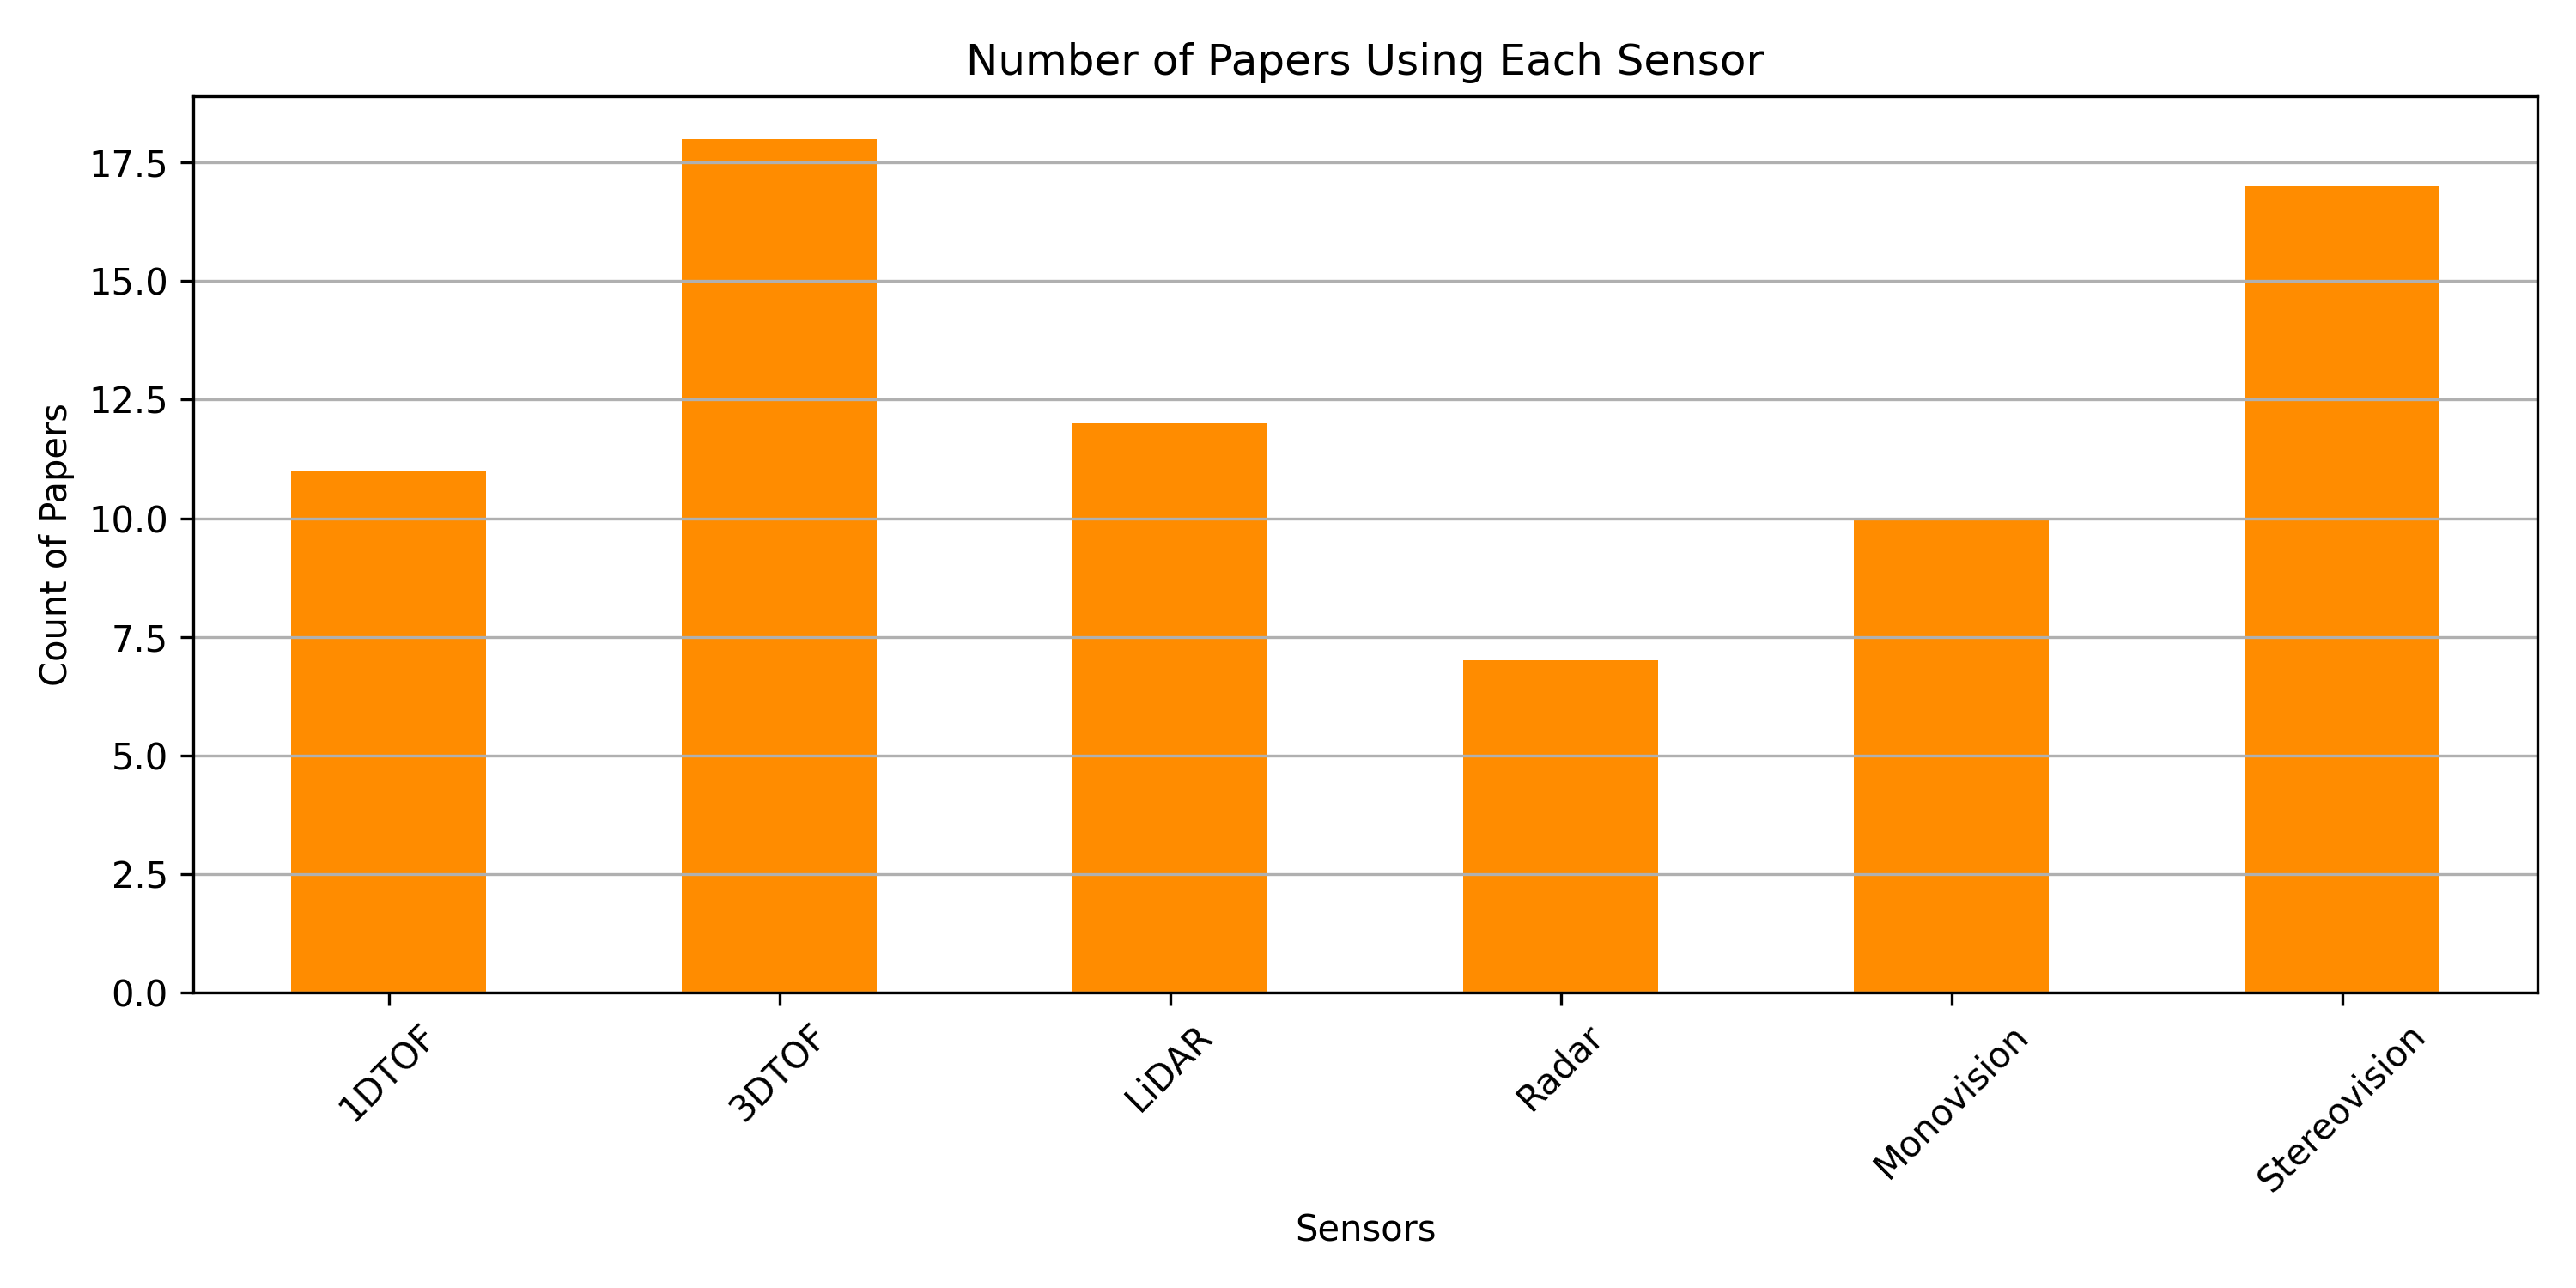 Number of Papers Using Each Sensor
Count of Papers
17.5
15.0
12.5
10.0
7.5
5.0
2.5
0.0
1DTOF
3DTOF
LiDAR
Radar
Monovision
Stereovision
Sensors